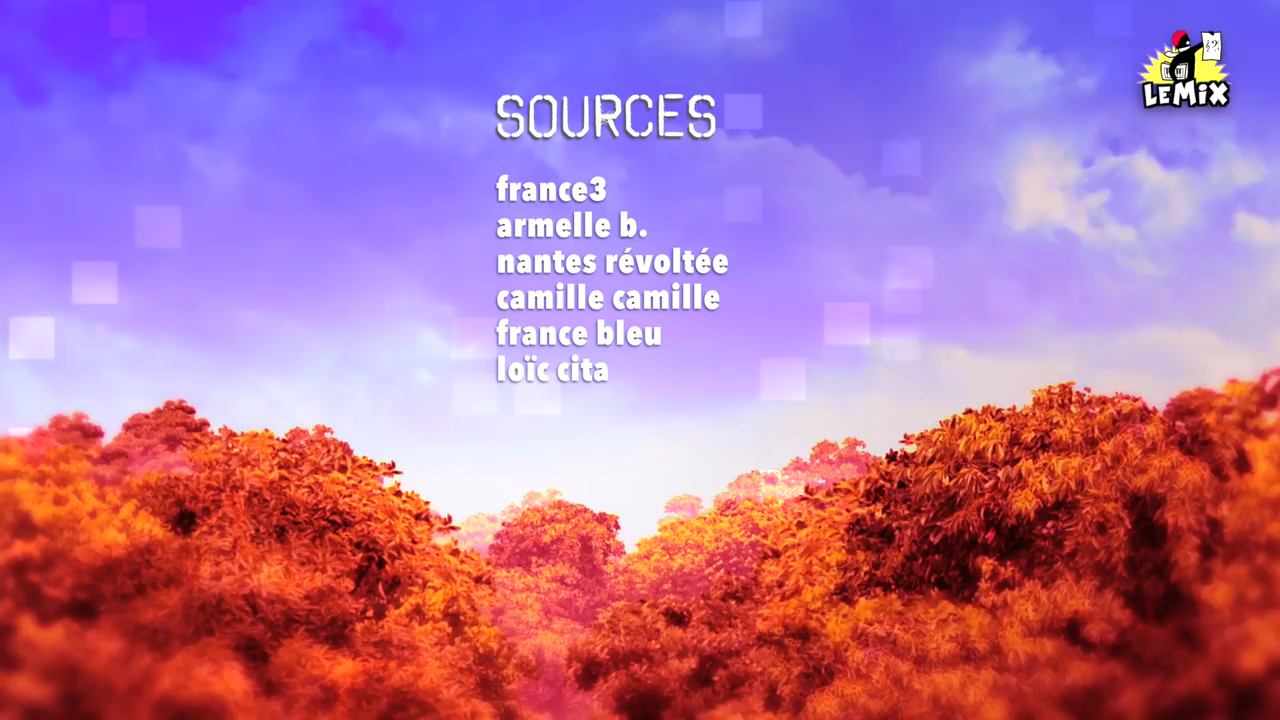 LEMiX
SOURCES
france3
armelle b.
nantes révoltée
camille camille
france bleu
loïc cita